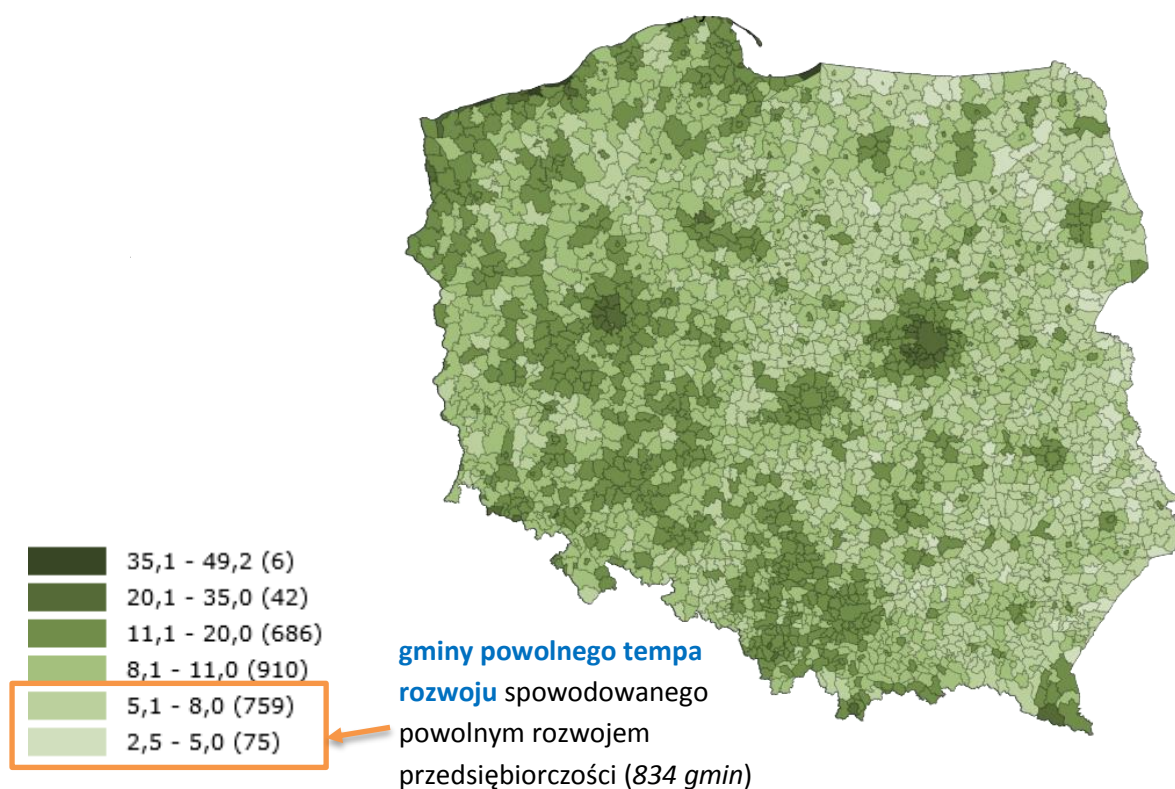 35,1 - 49,2 (6)
20,1 - 35,0 (42)
11,1 - 20,0 (686)
8,1 - 11,0 (910)
5,1 - 8,0 (759)
2,5 - 5,0 (75)
gminy powolnego tempa
rozwoju spowodowanego
powolnym rozwojem
przedsiębiorczości (834 gmin)